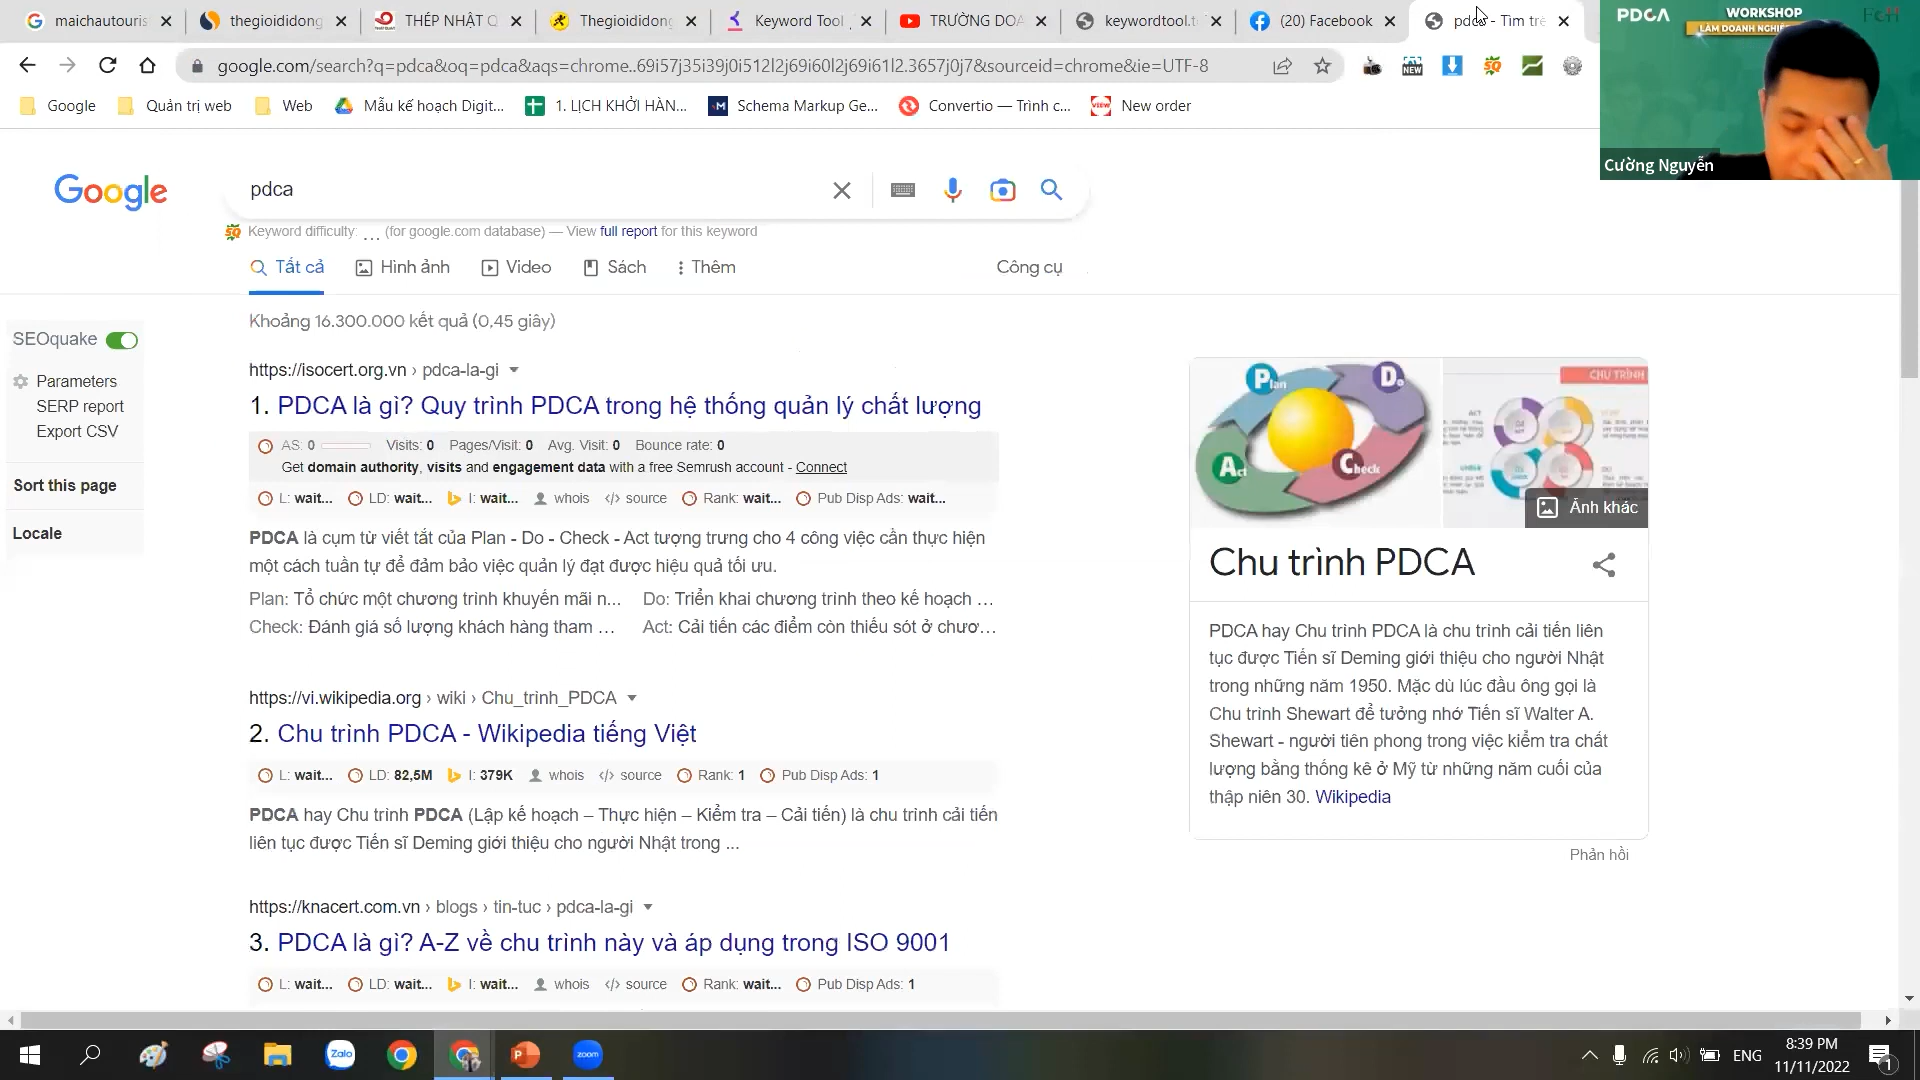 maichautouris
thegioididong
THÉP NHẬT Q
Thegioididong
Keyword Tool
TRƯỜNG DOA
keywordtool.t
(20) Facebook
pdca - Tìm trê
google.com/search?q=pdca&oq=pdca&aqs=chrome..69i57j35i39j0i512l2j69i60l2j69i61l2.3657j0j7&sourceid=chrome&ie=UTF-8
NEW
Google
Quản trị web
Web
Mẫu kế hoạch Digit...
1. LỊCH KHỞI HÀN...
Schema Markup Ge...
Convertio — Trình c...
New order
PDCA
WORKSHOP
LÀM DOANH NGHIỆ
Cường Nguyễn
Google
pdca
Keyword difficulty: ... (for google.com database) — View full report for this keyword
Tất cả
Hình ảnh
Video
Sách
Thêm
Công cụ
Khoảng 16.300.000 kết quả (0,45 giây)
SEOquake
Parameters
SERP report
Export CSV
Sort this page
Locale
https://isocert.org.vn › pdca-la-gi
1. PDCA là gì? Quy trình PDCA trong hệ thống quản lý chất lượng
AS: 0 Visits: 0 Pages/Visit: 0 Avg. Visit: 0 Bounce rate: 0
Get domain authority, visits and engagement data with a free Semrush account - Connect
L: wait... LD: wait... I: wait... whois source Rank: wait... Pub Disp Ads: wait...
PDCA là cụm từ viết tắt của Plan - Do - Check - Act tượng trưng cho 4 công việc cần thực hiện
một cách tuần tự để đảm bảo việc quản lý đạt được hiệu quả tối ưu.
Plan: Tổ chức một chương trình khuyến mãi n... Do: Triển khai chương trình theo kế hoạch ...
Check: Đánh giá số lượng khách hàng tham ... Act: Cải tiến các điểm còn thiếu sót ở chươ...
https://vi.wikipedia.org › wiki › Chu_trình_PDCA
2. Chu trình PDCA - Wikipedia tiếng Việt
L: wait... LD: 82,5M I: 379K whois source Rank: 1 Pub Disp Ads: 1
PDCA hay Chu trình PDCA (Lập kế hoạch – Thực hiện – Kiểm tra – Cải tiến) là chu trình cải tiến
liên tục được Tiến sĩ Deming giới thiệu cho người Nhật trong ...
https://knacert.com.vn › blogs › tin-tuc › pdca-la-gi
3. PDCA là gì? A-Z về chu trình này và áp dụng trong ISO 9001
L: wait... LD: wait... I: wait... whois source Rank: wait... Pub Disp Ads: 1
Plan
Do
Act
Check
CHU TRÌNH
Ảnh khác
Chu trình PDCA
PDCA hay Chu trình PDCA là chu trình cải tiến liên
tục được Tiến sĩ Deming giới thiệu cho người Nhật
trong những năm 1950. Mặc dù lúc đầu ông gọi là
Chu trình Shewart để tưởng nhớ Tiến sĩ Walter A.
Shewart - người tiên phong trong việc kiểm tra chất
lượng bằng thống kê ở Mỹ từ những năm cuối của
thập niên 30. Wikipedia
Phản hồi
Zalo
zoom
ENG
8:39 PM
11/11/2022
1